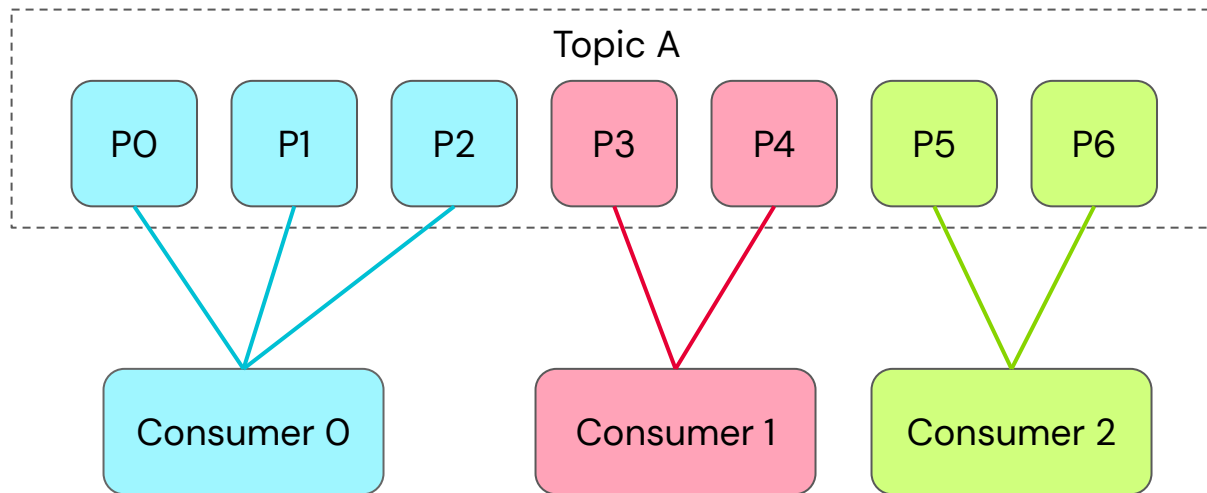 Topic A
P0
P1
P2
P3
P4
P5
P6
Consumer 0
Consumer 1
Consumer 2